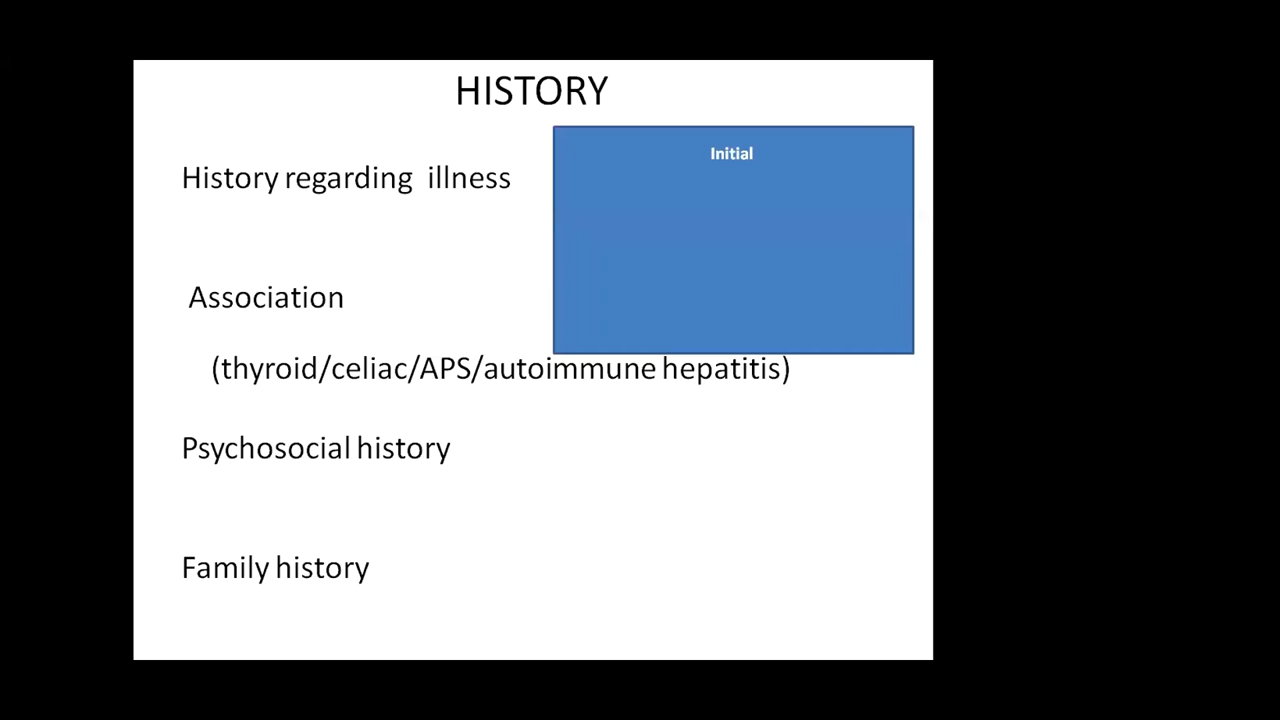 HISTORY
Initial
History regarding illness
Association
(thyroid/celiac/APS/autoimmune hepatitis)
Psychosocial history
Family history